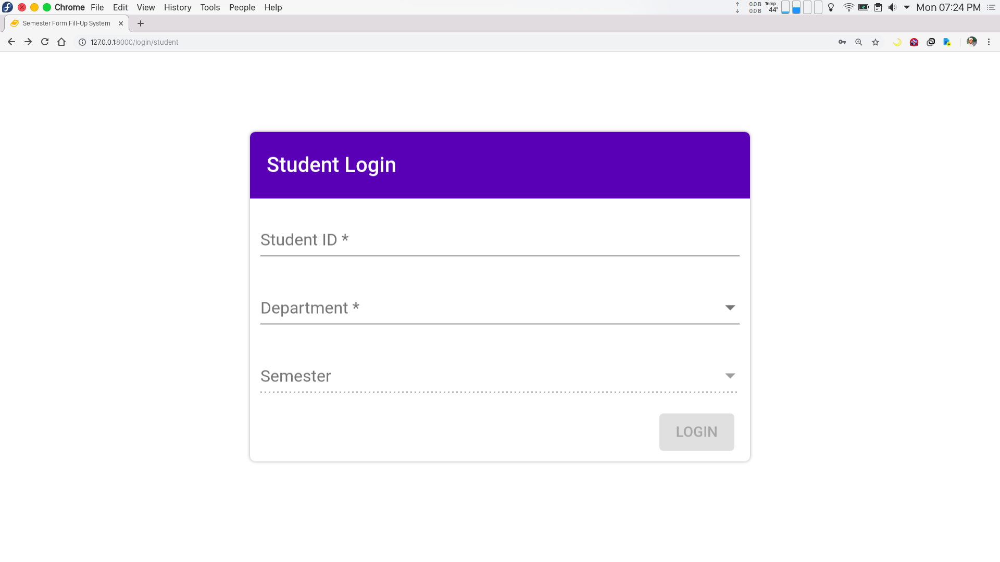 Chrome File Edit View History Tools People Help 0.0 B 0.0 B Temp 44° Mon 07:24 PM
Semester Form Fill-Up System
127.0.0.1:8000/login/student
Student Login
Student ID *
Department *
Semester
LOGIN